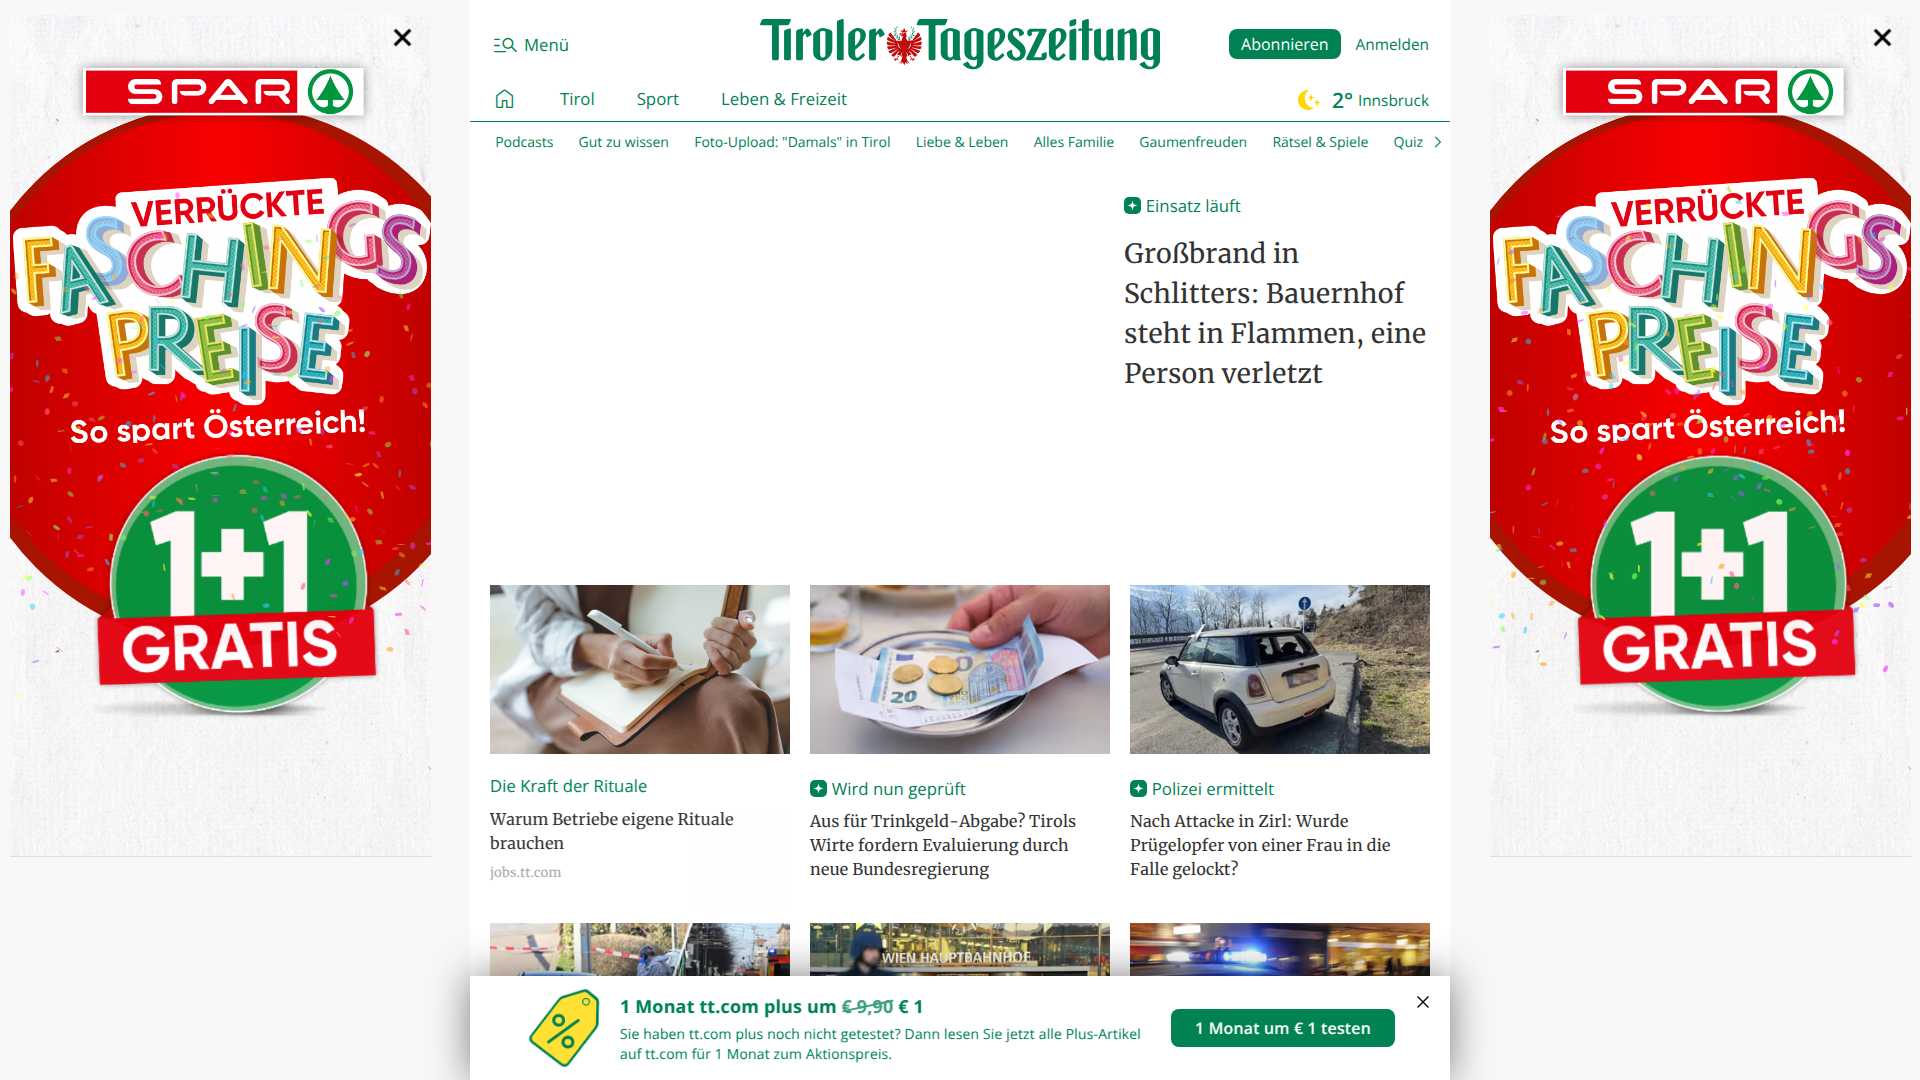 SPAR
VERRÜCKTE
FASCHINGS
PREISE
So spart Österreich!
1+1
GRATIS
Menü
Tiroler Tageszeitung
Abonnieren
Anmelden
Tirol
Sport
Leben & Freizeit
2° Innsbruck
Podcasts
Gut zu wissen
Foto-Upload: "Damals" in Tirol
Liebe & Leben
Alles Familie
Gaumenfreuden
Rätsel & Spiele
Quiz
Einsatz läuft
Großbrand in
Schlitters: Bauernhof
steht in Flammen, eine
Person verletzt
20
Die Kraft der Rituale
Warum Betriebe eigene Rituale
brauchen
jobs.tt.com
Wird nun geprüft
Aus für Trinkgeld-Abgabe? Tirols
Wirte fordern Evaluierung durch
neue Bundesregierung
Polizei ermittelt
Nach Attacke in Zirl: Wurde
Prügelopfer von einer Frau in die
Falle gelockt?
WIEN HAUPTBAHNHOF
1 Monat tt.com plus um € 9,90 € 1
Sie haben tt.com plus noch nicht getestet? Dann lesen Sie jetzt alle Plus-Artikel
auf tt.com für 1 Monat zum Aktionspreis.
1 Monat um € 1 testen
SPAR
VERRÜCKTE
FASCHINGS
PREISE
So spart Österreich!
1+1
GRATIS